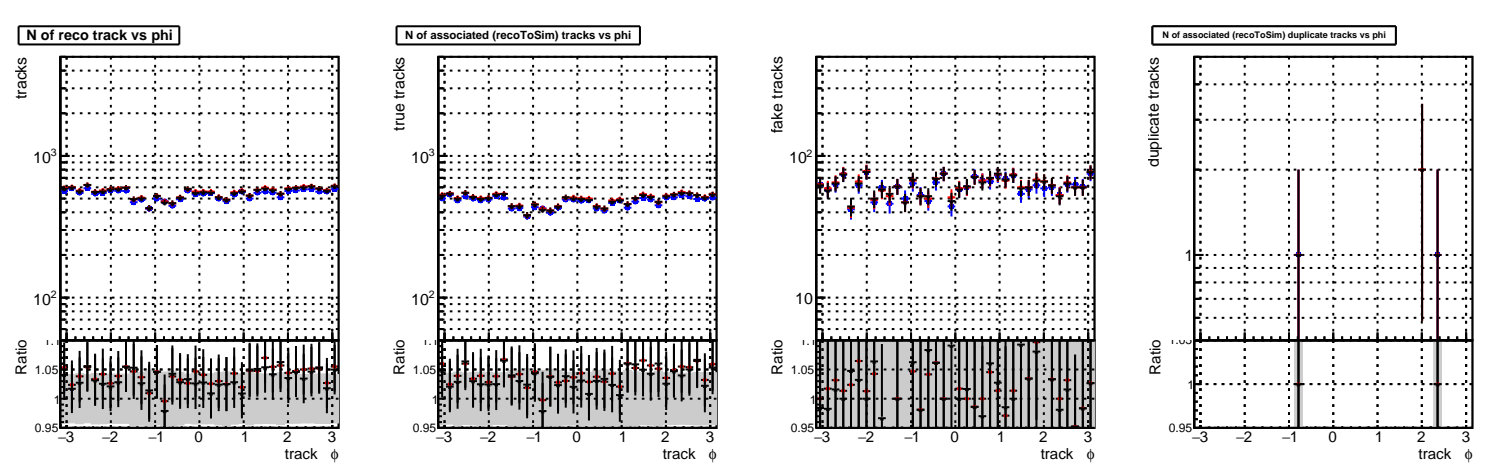 N of reco track vs phi
tracks
10³
10²
Ratio
1.05
1
0.95
−3 −2 −1 0 1 2 3
track φ
N of associated (recoToSim) tracks vs phi
true tracks
10³
10²
Ratio
1.05
1
0.95
−3 −2 −1 0 1 2 3
track φ
fake tracks
10²
10
Ratio
1.05
1
0.95
−3 −2 −1 0 1 2 3
track φ
N of associated (recoToSim) duplicate tracks vs phi
duplicate tracks
1
Ratio
1
0.95
−3 −2 −1 0 1 2 3
track φ